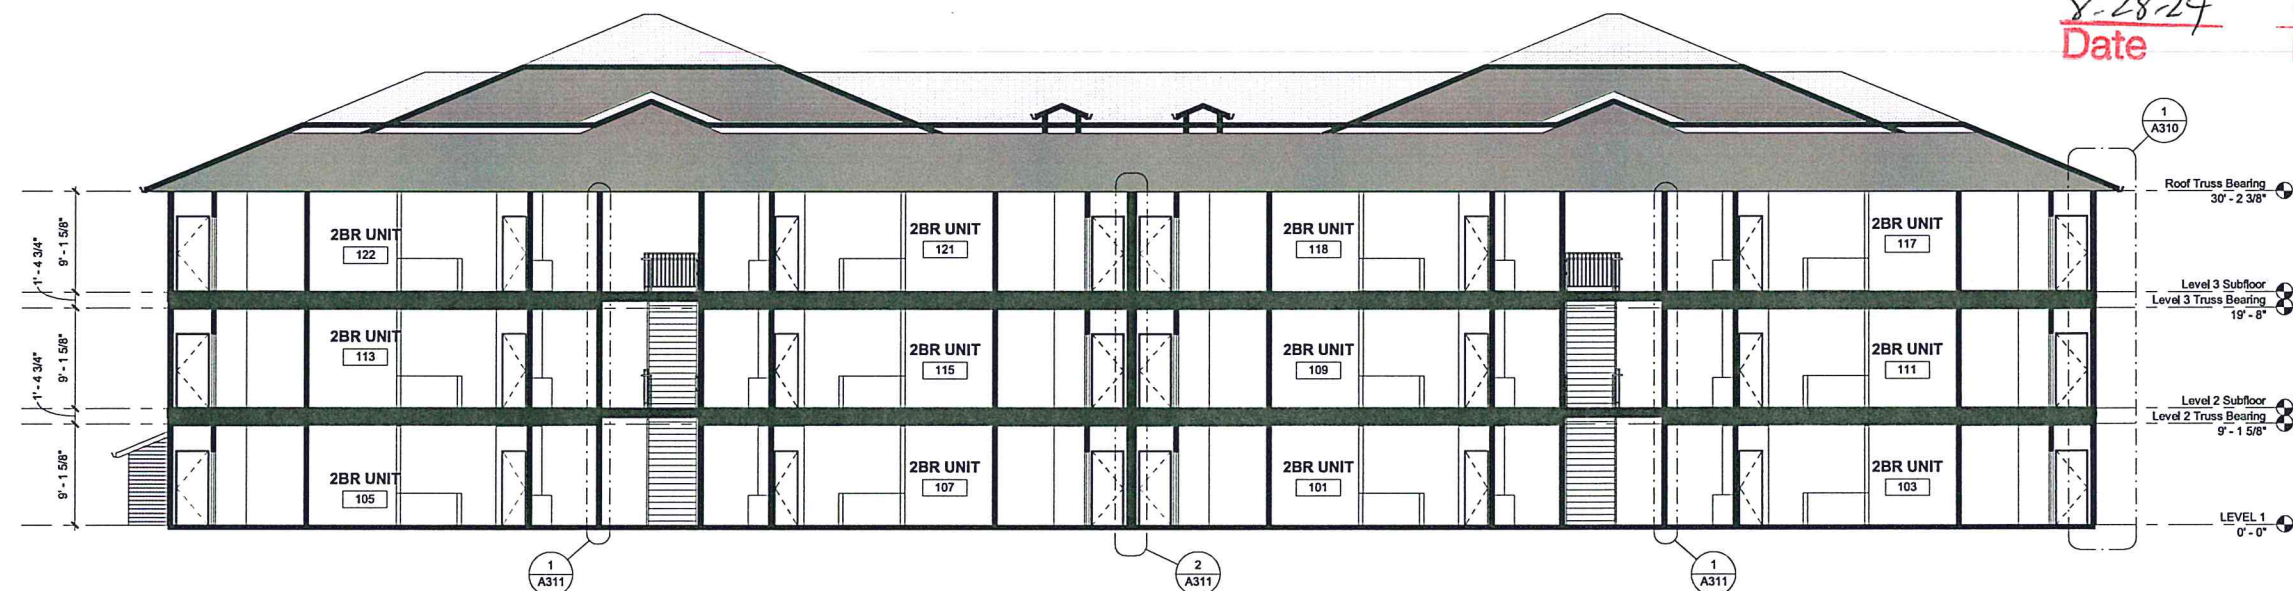 8-28-24
Date
1
A310
Roof Truss Bearing
30' - 2 3/8"
9' - 1 5/8"
1' - 4 3/4"
2BR UNIT
122
2BR UNIT
121
2BR UNIT
118
2BR UNIT
117
Level 3 Subfloor
Level 3 Truss Bearing
19' - 8"
9' - 1 5/8"
1' - 4 3/4"
2BR UNIT
113
2BR UNIT
115
2BR UNIT
109
2BR UNIT
111
Level 2 Subfloor
Level 2 Truss Bearing
9' - 1 5/8"
9' - 1 5/8"
2BR UNIT
105
2BR UNIT
107
2BR UNIT
101
2BR UNIT
103
LEVEL 1
0' - 0"
1
A311
2
A311
1
A311